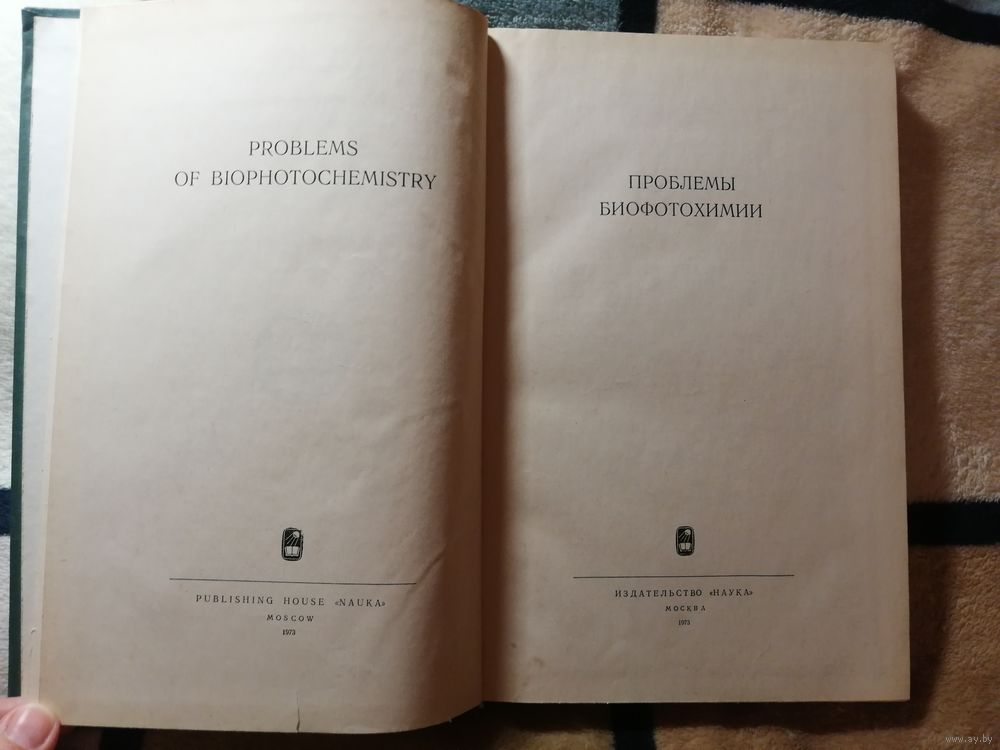 PROBLEMS
OF BIOPHOTOCHEMISTRY
PUBLISHING HOUSE «NAUKA»
MOSCOW
1973
ПРОБЛЕМЫ
БИОФОТОХИМИИ
ИЗДАТЕЛЬСТВО «НАУКА»
МОСКВА
1973
www.ay.by